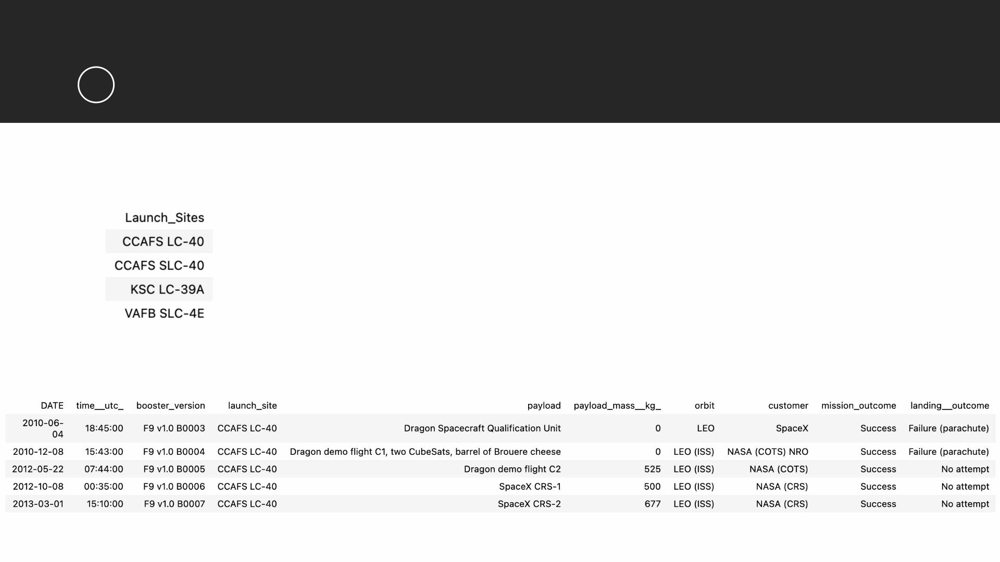 Launch_Sites
CCAFS LC-40
CCAFS SLC-40
KSC LC-39A
VAFB SLC-4E
DATE time__utc_ booster_version launch_site payload payload_mass__kg_ orbit customer mission_outcome landing__outcome
2010-06-
04 18:45:00 F9 v1.0 B0003 CCAFS LC-40 Dragon Spacecraft Qualification Unit 0 LEO SpaceX Success Failure (parachute)
2010-12-08 15:43:00 F9 v1.0 B0004 CCAFS LC-40 Dragon demo flight C1, two CubeSats, barrel of Brouere cheese 0 LEO (ISS) NASA (COTS) NRO Success Failure (parachute)
2012-05-22 07:44:00 F9 v1.0 B0005 CCAFS LC-40 Dragon demo flight C2 525 LEO (ISS) NASA (COTS) Success No attempt
2012-10-08 00:35:00 F9 v1.0 B0006 CCAFS LC-40 SpaceX CRS-1 500 LEO (ISS) NASA (CRS) Success No attempt
2013-03-01 15:10:00 F9 v1.0 B0007 CCAFS LC-40 SpaceX CRS-2 677 LEO (ISS) NASA (CRS) Success No attempt